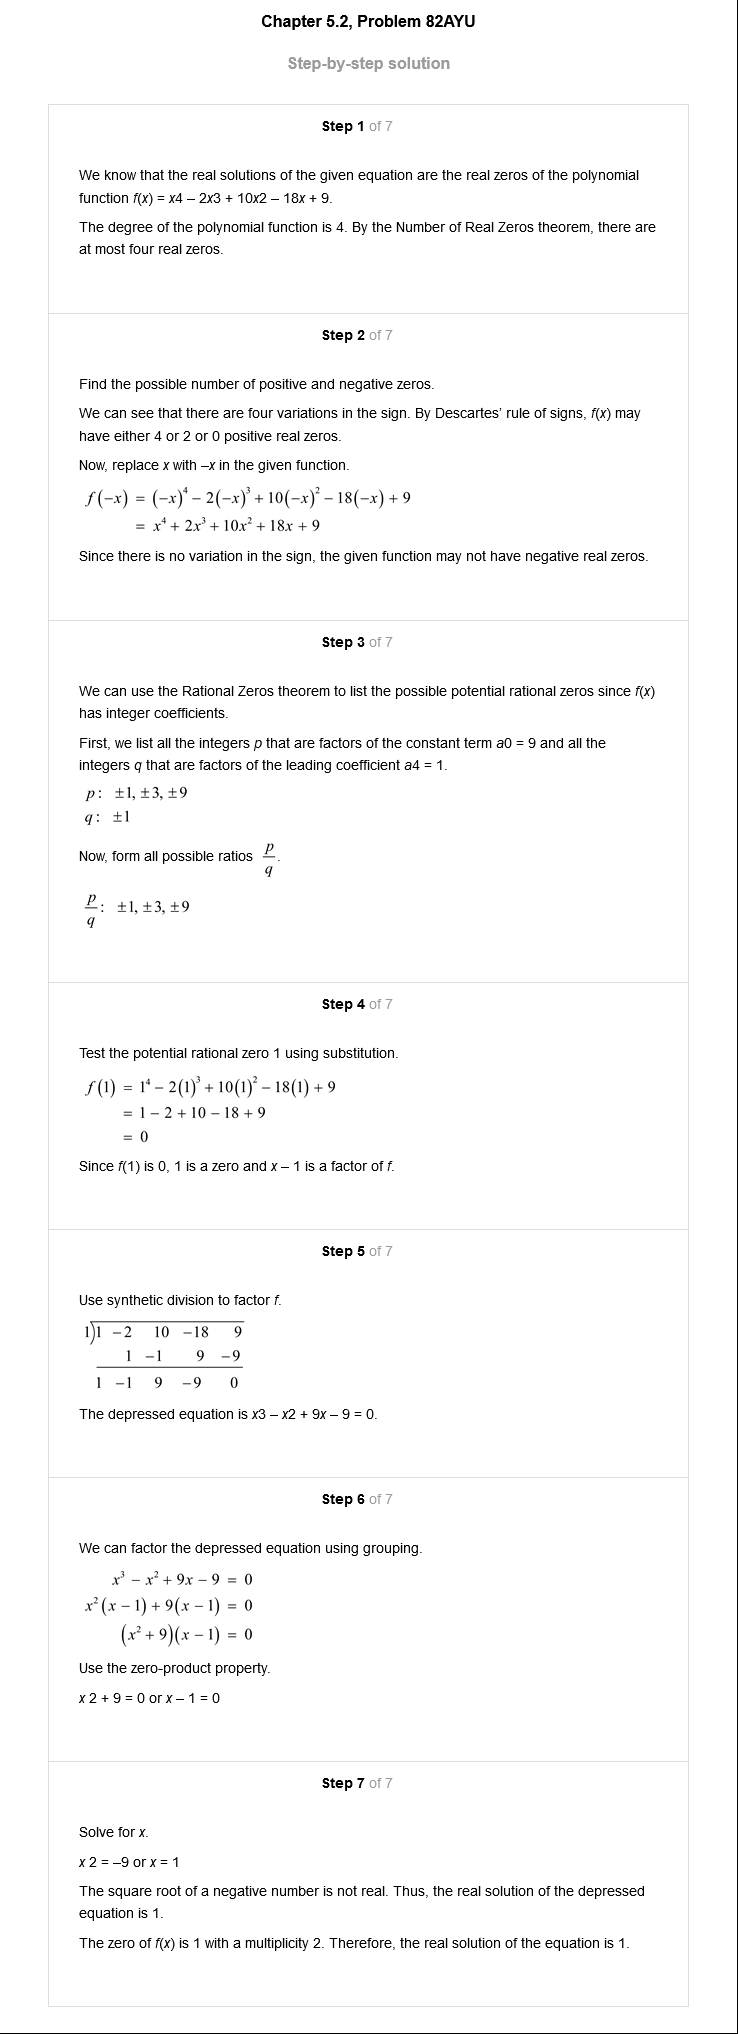 Chapter 5.2, Problem 82AYU
Step-by-step solution
Step 1 of 7
We know that the real solutions of the given equation are the real zeros of the polynomial
function f(x) = x4 – 2x3 + 10x2 – 18x + 9.
The degree of the polynomial function is 4. By the Number of Real Zeros theorem, there are
at most four real zeros.
Step 2 of 7
Find the possible number of positive and negative zeros.
We can see that there are four variations in the sign. By Descartes' rule of signs, f(x) may
have either 4 or 2 or 0 positive real zeros.
Now, replace x with –x in the given function.
f(−x) = (−x)⁴ − 2(−x)³ + 10(−x)² − 18(−x) + 9
= x⁴ + 2x³ + 10x² + 18x + 9
Since there is no variation in the sign, the given function may not have negative real zeros.
Step 3 of 7
We can use the Rational Zeros theorem to list the possible potential rational zeros since f(x)
has integer coefficients.
First, we list all the integers p that are factors of the constant term a0 = 9 and all the
integers q that are factors of the leading coefficient a4 = 1.
p: ±1, ±3, ±9
q: ±1
Now, form all possible ratios p/q.
p/q: ±1, ±3, ±9
Step 4 of 7
Test the potential rational zero 1 using substitution.
f(1) = 1⁴ − 2(1)³ + 10(1)² − 18(1) + 9
= 1 − 2 + 10 − 18 + 9
= 0
Since f(1) is 0, 1 is a zero and x – 1 is a factor of f.
Step 5 of 7
Use synthetic division to factor f.
1)1 −2 10 −18 9
1 −1 9 −9
1 −1 9 −9 0
The depressed equation is x3 – x2 + 9x – 9 = 0.
Step 6 of 7
We can factor the depressed equation using grouping.
x³ − x² + 9x − 9 = 0
x²(x − 1) + 9(x − 1) = 0
(x² + 9)(x − 1) = 0
Use the zero-product property.
x 2 + 9 = 0 or x – 1 = 0
Step 7 of 7
Solve for x.
x 2 = –9 or x = 1
The square root of a negative number is not real. Thus, the real solution of the depressed
equation is 1.
The zero of f(x) is 1 with a multiplicity 2. Therefore, the real solution of the equation is 1.